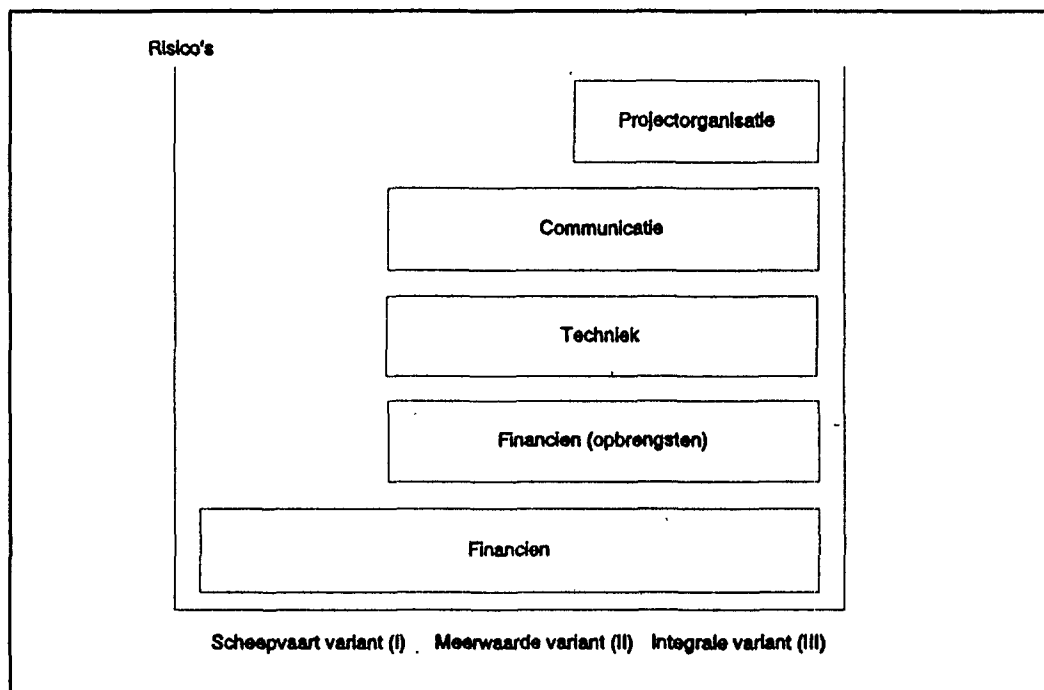 Risico's
Projectorganisatie
Communicatie
Techniek
Financien (opbrengsten)
Financien
Scheepvaart variant (I) Meerwaarde variant (II) Integrale variant (III)